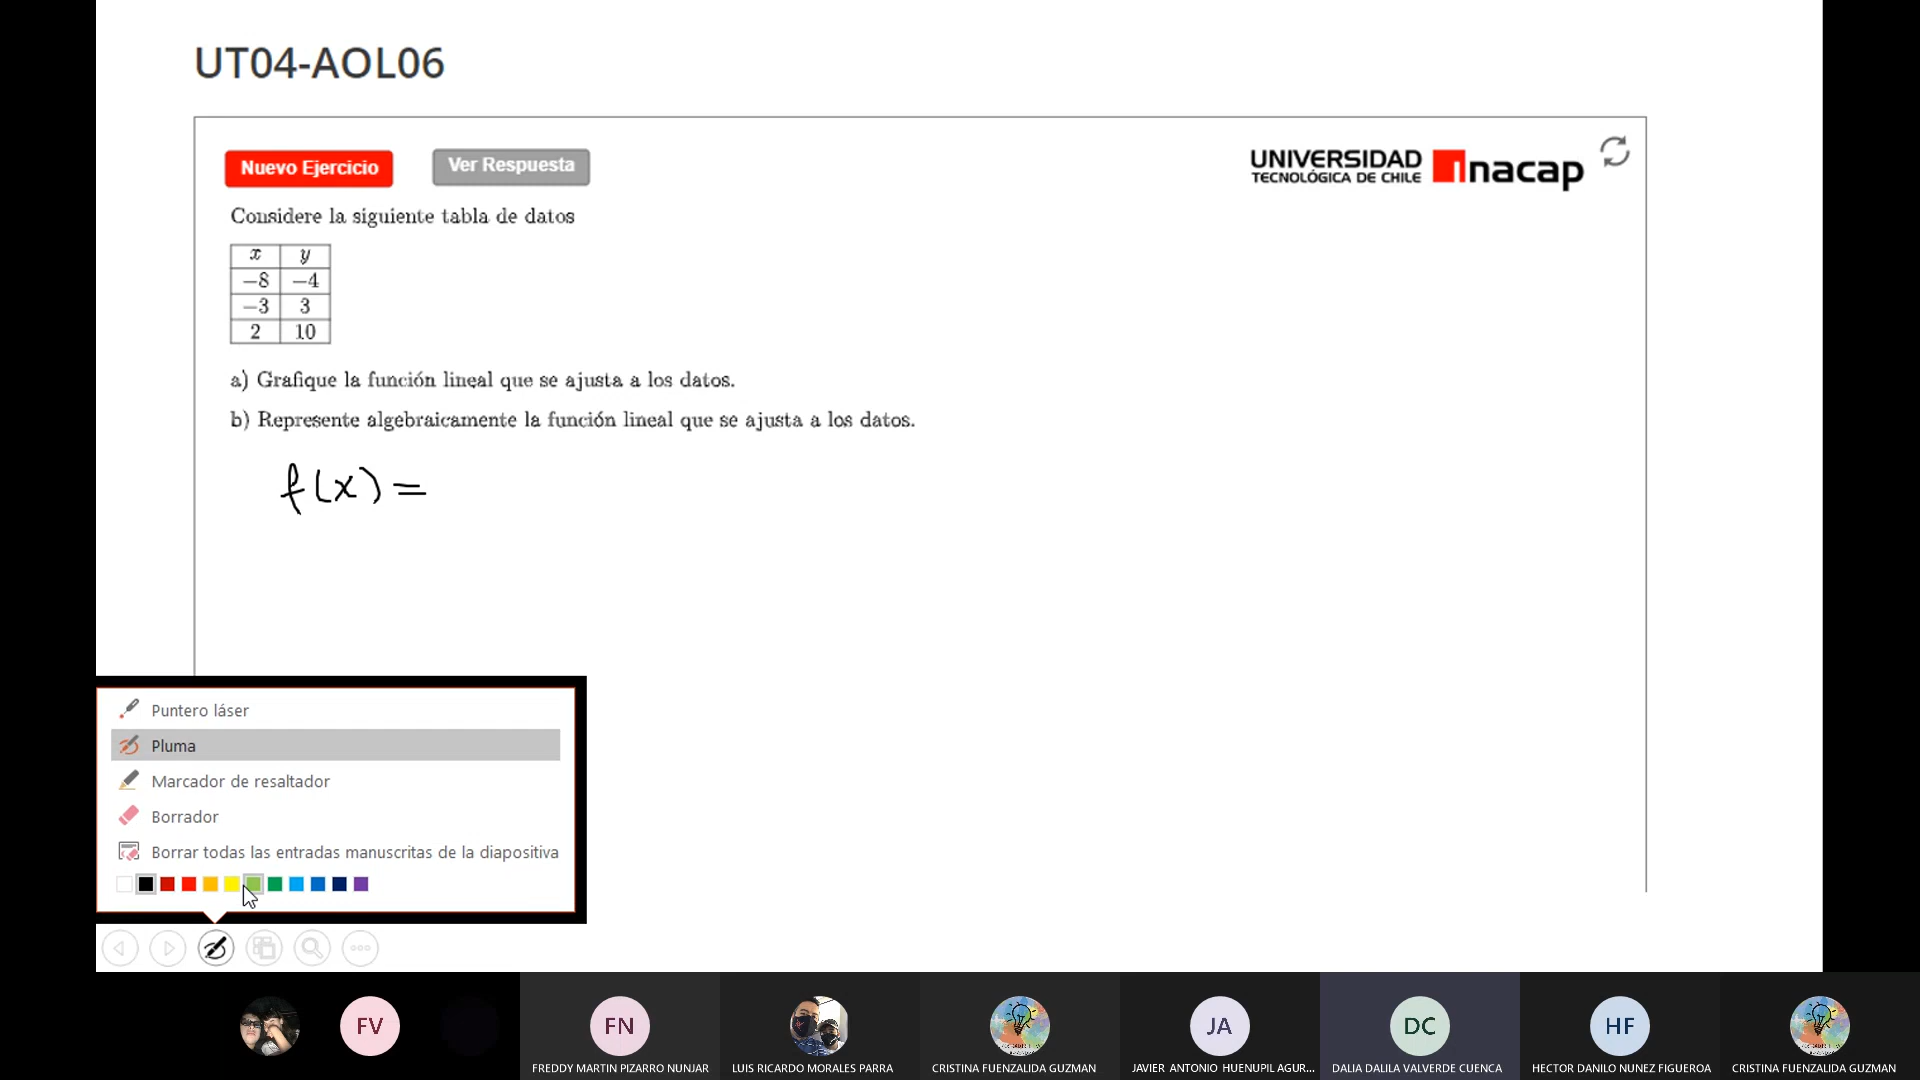 UT04-AOL06
Nuevo Ejercicio
Ver Respuesta
UNIVERSIDAD
TECNOLÓGICA DE CHILE
Inacap
Considere la siguiente tabla de datos
x y
−8 −4
−3 3
2 10
a) Grafique la función lineal que se ajusta a los datos.
b) Represente algebraicamente la función lineal que se ajusta a los datos.
f(x)=
Puntero láser
Pluma
Marcador de resaltador
Borrador
Borrar todas las entradas manuscritas de la diapositiva
FV
FN
JA
DC
HF
FREDDY MARTIN PIZARRO NUNJAR
LUIS RICARDO MORALES PARRA
CRISTINA FUENZALIDA GUZMAN
JAVIER ANTONIO HUENUPIL AGUR...
DALIA DALILA VALVERDE CUENCA
HECTOR DANILO NUNEZ FIGUEROA
CRISTINA FUENZALIDA GUZMAN